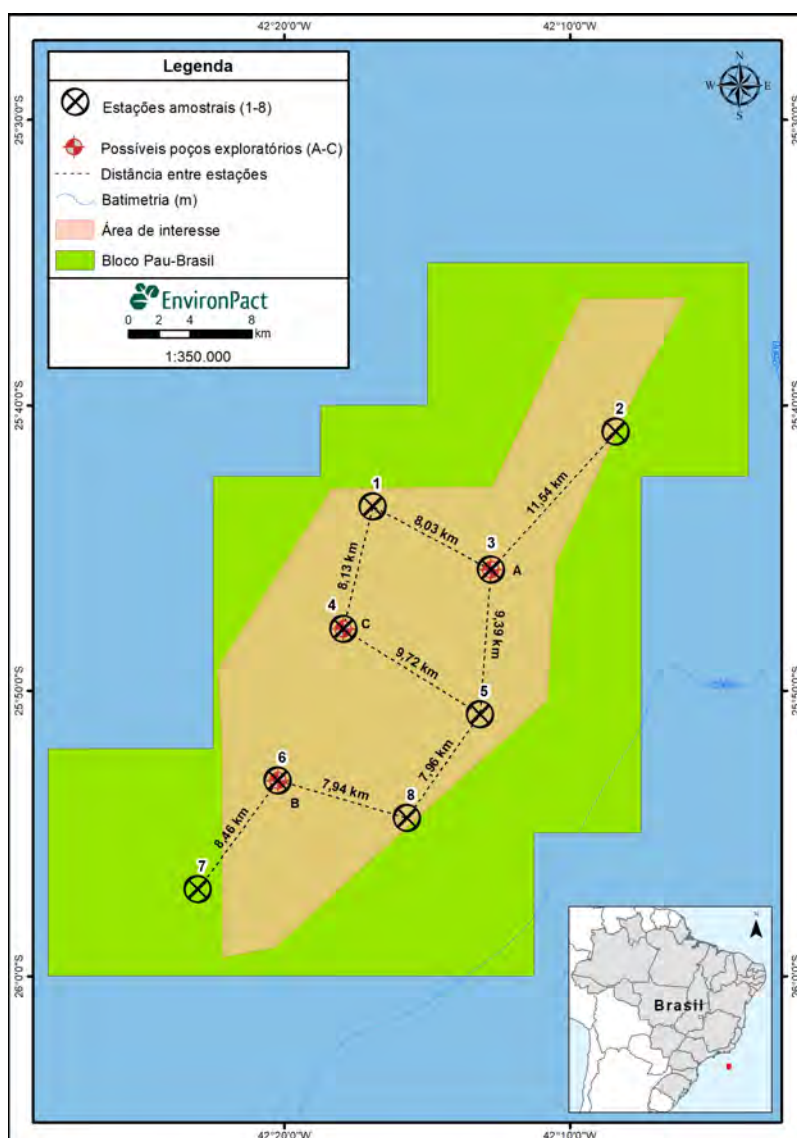 42°20'0"W
42°10'0"W
Legenda
Estações amostrais (1-8)
Possíveis poços exploratórios (A-C)
Distância entre estações
Batimetria (m)
Área de interesse
Bloco Pau-Brasil
EnvironPact
0 4 8
km
1:350.000
N
W E
S
25°30'0"S
25°30'0"S
25°40'0"S
25°40'0"S
2
11,54 km
1
8,03 km
3
A
8,13 km
9,39 km
4
C
9,72 km
25°50'0"S
25°50'0"S
5
7,96 km
6
B
7,94 km
8
8,46 km
7
26°0'0"S
26°0'0"S
Brasil
42°20'0"W
42°10'0"W